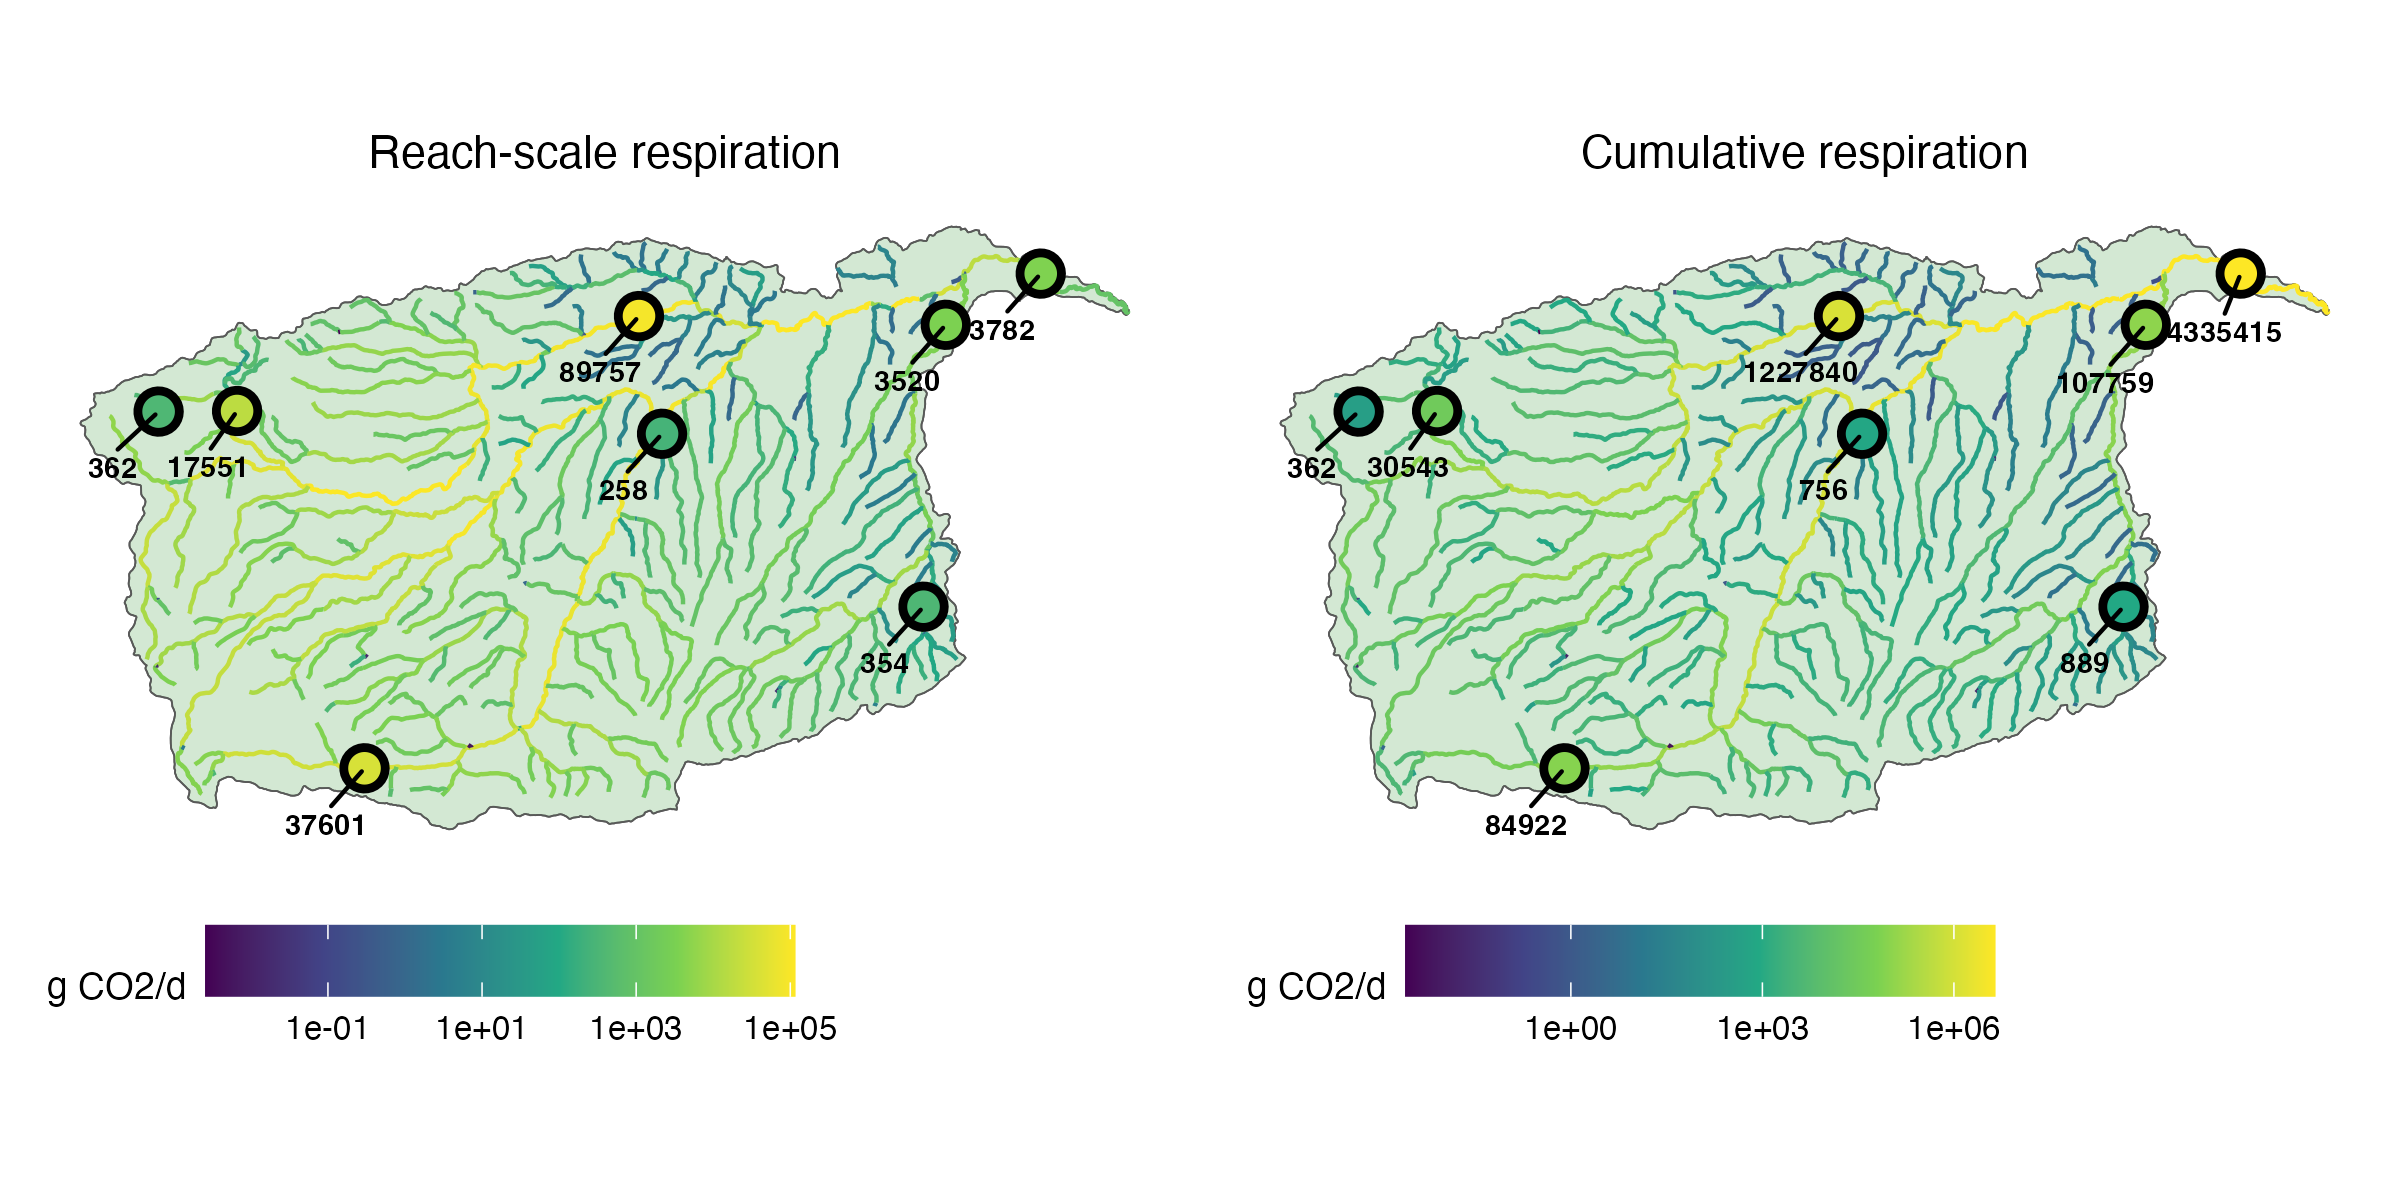 Reach-scale respiration
Cumulative respiration
89757
3782
3520
362
17551
258
354
37601
4335415
1227840
107759
362
30543
756
889
84922
g CO2/d
1e-01 1e+01 1e+03 1e+05
g CO2/d
1e+00 1e+03 1e+06